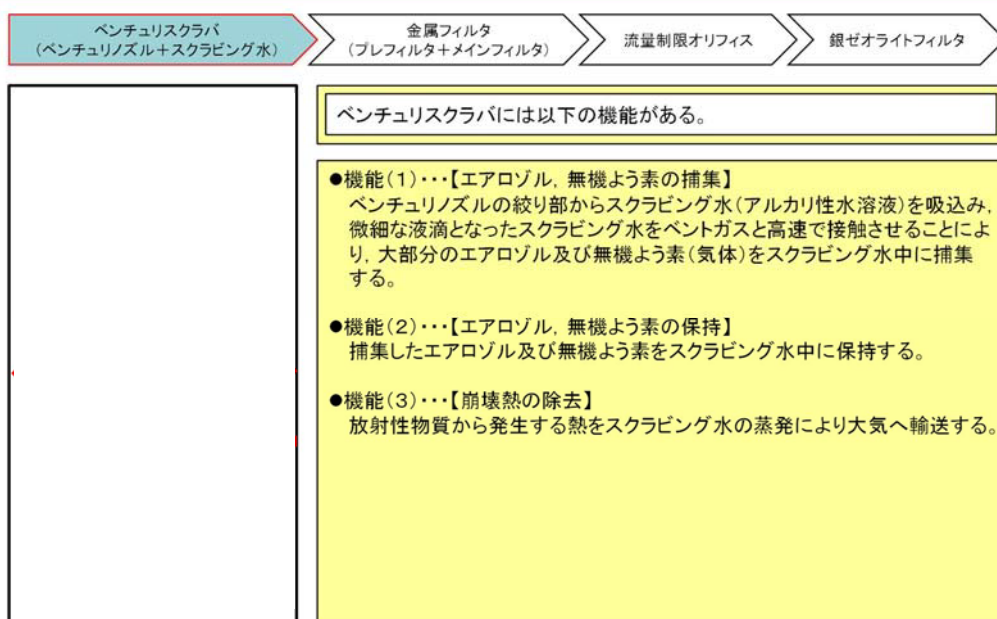 ベンチュリスクラバ
（ベンチュリノズル＋スクラビング水）
金属フィルタ
（プレフィルタ＋メインフィルタ）
流量制限オリフィス
銀ゼオライトフィルタ
ベンチュリスクラバには以下の機能がある。
●機能（１）・・・【エアロゾル，無機よう素の捕集】
ベンチュリノズルの絞り部からスクラビング水（アルカリ性水溶液）を吸込み，
微細な液滴となったスクラビング水をベントガスと高速で接触させることによ
り，大部分のエアロゾル及び無機よう素（気体）をスクラビング水中に捕集
する。
●機能（２）・・・【エアロゾル，無機よう素の保持】
捕集したエアロゾル及び無機よう素をスクラビング水中に保持する。
●機能（３）・・・【崩壊熱の除去】
放射性物質から発生する熱をスクラビング水の蒸発により大気へ輸送する。